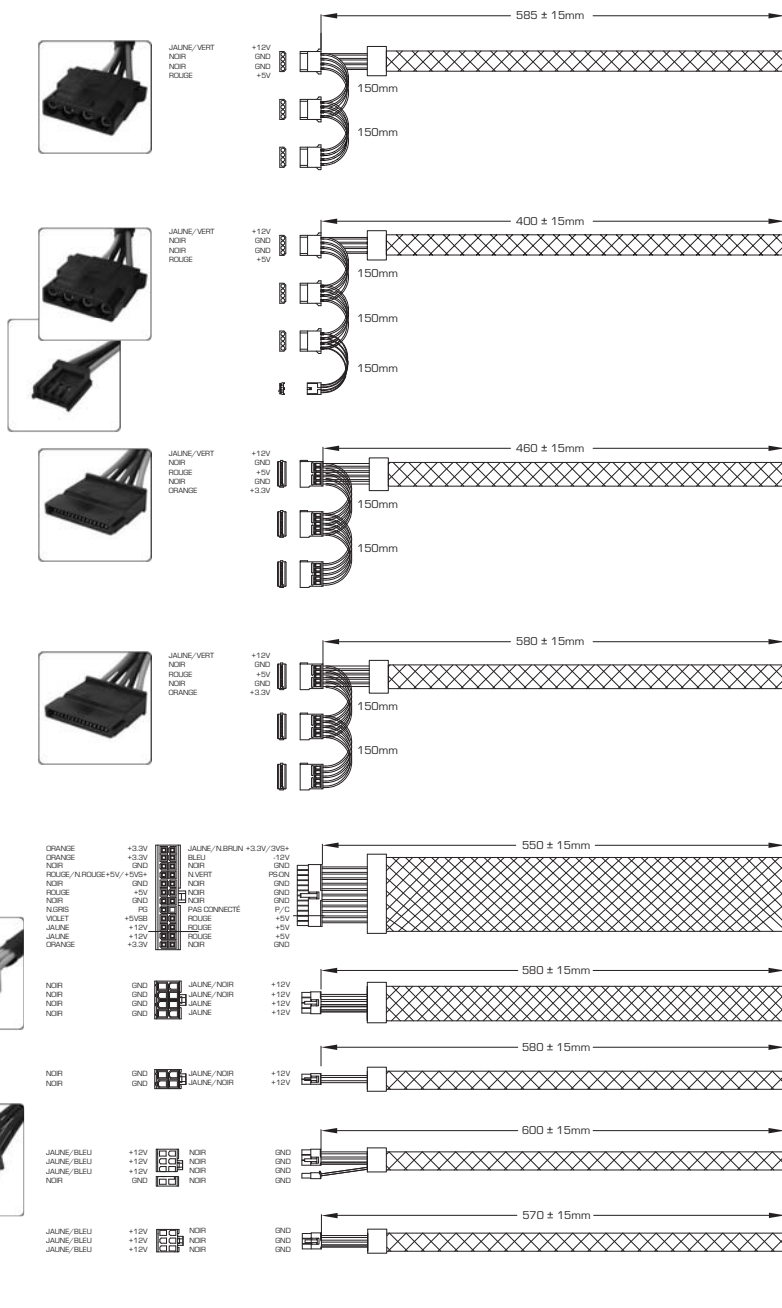 585 ± 15mm
JAUNE/VERT +12V
NOIR GND
NOIR GND
ROUGE +5V
150mm
150mm
400 ± 15mm
JAUNE/VERT +12V
NOIR GND
NOIR GND
ROUGE +5V
150mm
150mm
150mm
460 ± 15mm
JAUNE/VERT +12V
NOIR GND
ROUGE +5V
NOIR GND
ORANGE +3.3V
150mm
150mm
580 ± 15mm
JAUNE/VERT +12V
NOIR GND
ROUGE +5V
NOIR GND
ORANGE +3.3V
150mm
150mm
550 ± 15mm
ORANGE +3.3V JAUNE/N.BRUN +3.3V/3VS+
ORANGE +3.3V BLEU -12V
NOIR GND NOIR GND
ROUGE/N.ROUGE+5V/+5VS+ N.VERT PS-ON
NOIR GND NOIR GND
ROUGE +5V NOIR GND
NOIR GND NOIR GND
N.GRIS PG PAS CONNECTÉ P/C
VIOLET +5VSB ROUGE +5V
JAUNE +12V ROUGE +5V
JAUNE +12V ROUGE +5V
ORANGE +3.3V NOIR GND
580 ± 15mm
NOIR GND JAUNE/NOIR +12V
NOIR GND JAUNE/NOIR +12V
NOIR GND JAUNE +12V
NOIR GND JAUNE +12V
580 ± 15mm
NOIR GND JAUNE/NOIR +12V
NOIR GND JAUNE/NOIR +12V
600 ± 15mm
JAUNE/BLEU +12V NOIR GND
JAUNE/BLEU +12V NOIR GND
JAUNE/BLEU +12V NOIR GND
NOIR GND NOIR GND
570 ± 15mm
JAUNE/BLEU +12V NOIR GND
JAUNE/BLEU +12V NOIR GND
JAUNE/BLEU +12V NOIR GND